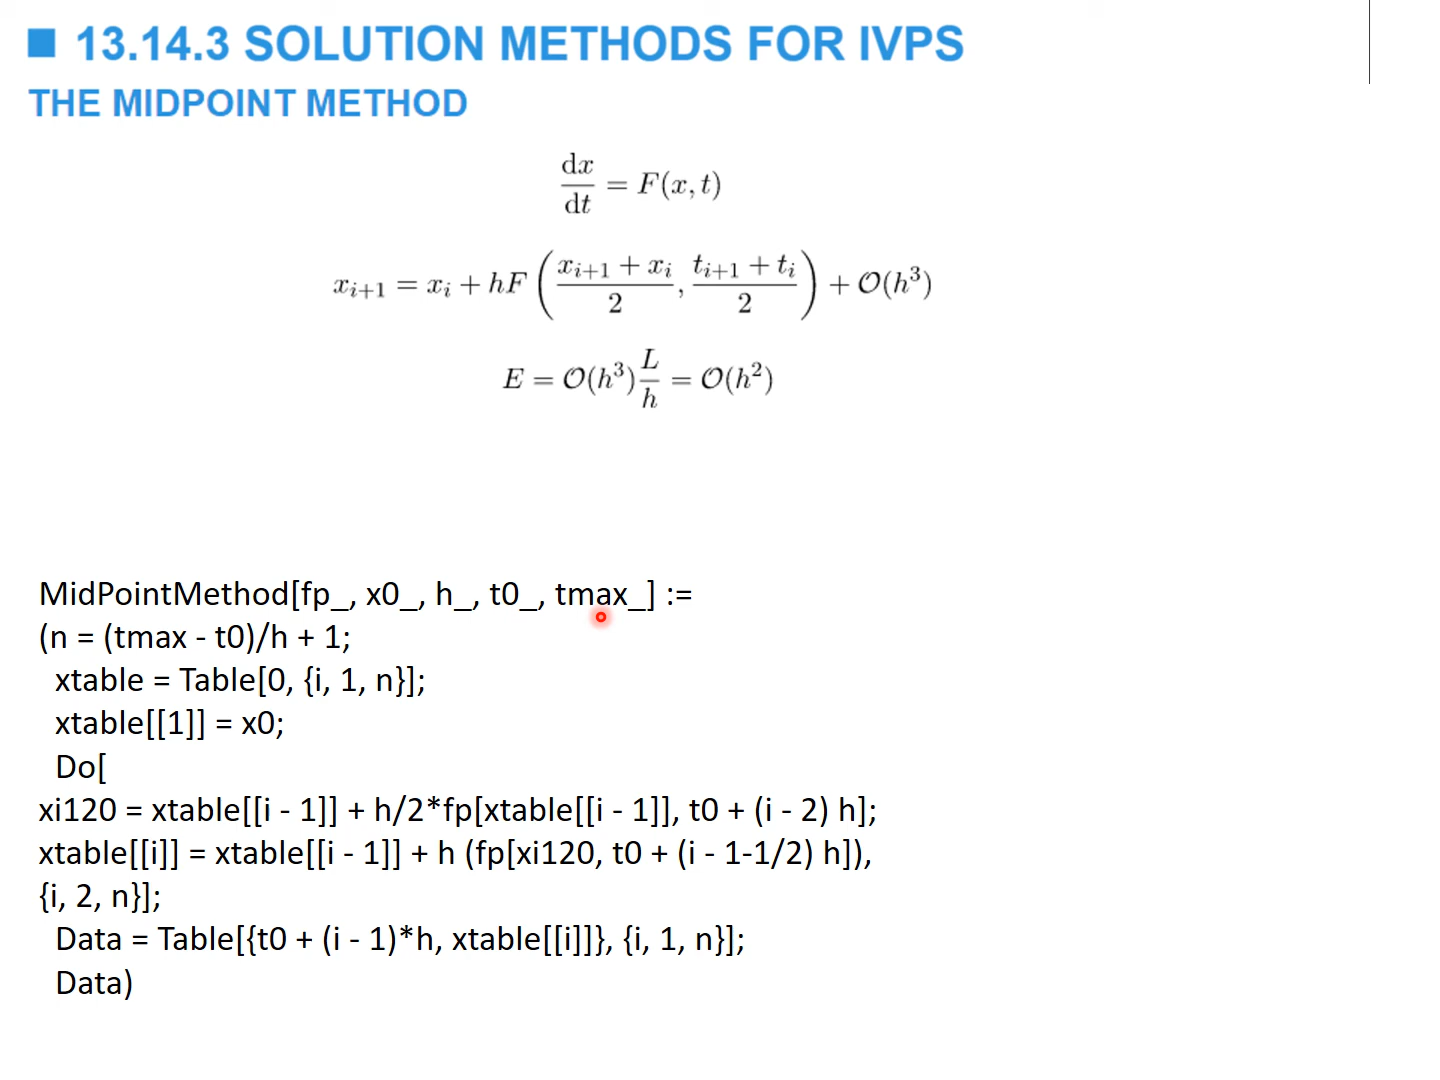 13.14.3 SOLUTION METHODS FOR IVPS
THE MIDPOINT METHOD
dx/dt = F(x, t)
x_{i+1} = x_i + hF((x_{i+1} + x_i)/2, (t_{i+1} + t_i)/2) + O(h^3)
E = O(h^3) L/h = O(h^2)
MidPointMethod[fp_, x0_, h_, t0_, tmax_] :=
(n = (tmax - t0)/h + 1;
xtable = Table[0, {i, 1, n}];
xtable[[1]] = x0;
Do[
xi120 = xtable[[i - 1]] + h/2*fp[xtable[[i - 1]], t0 + (i - 2) h];
xtable[[i]] = xtable[[i - 1]] + h (fp[xi120, t0 + (i - 1-1/2) h]),
{i, 2, n}];
Data = Table[{t0 + (i - 1)*h, xtable[[i]]}, {i, 1, n}];
Data)